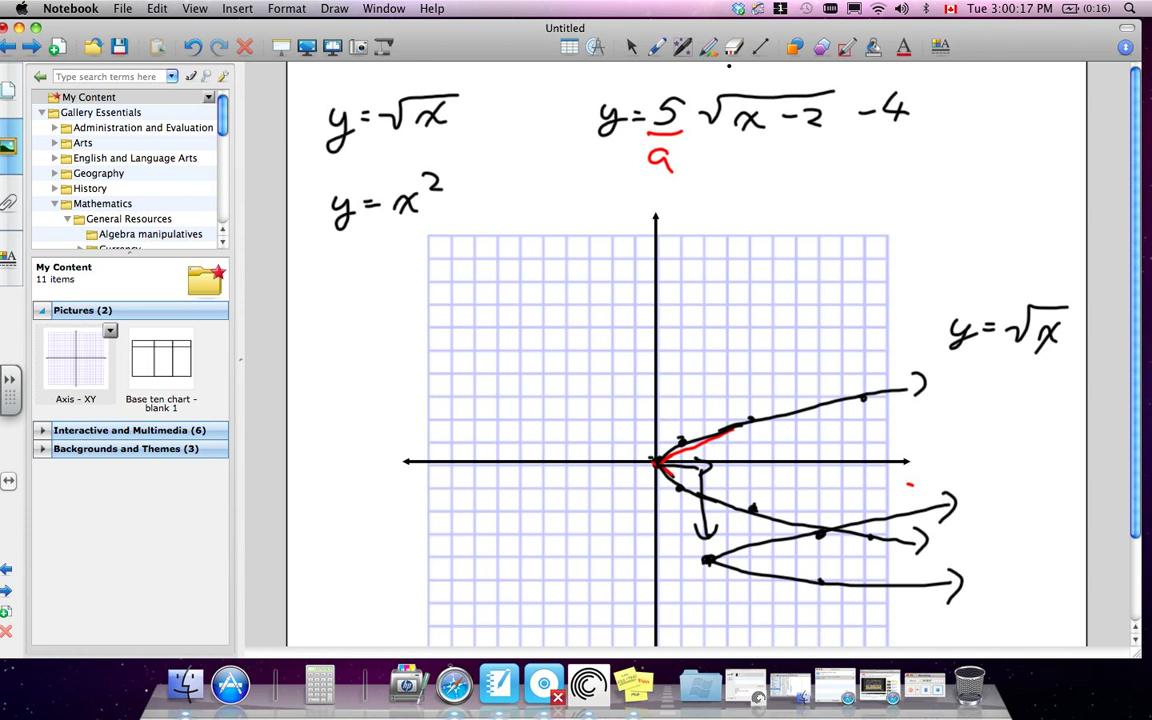 Notebook File Edit View Insert Format Draw Window Help Tue 3:00:17 PM (0:16)
Untitled
Type search terms here
My Content
Gallery Essentials
Administration and Evaluation
Arts
English and Language Arts
Geography
History
Mathematics
General Resources
Algebra manipulatives
Currency
My Content
11 items
Pictures (2)
Axis - XY
Base ten chart - blank 1
Interactive and Multimedia (6)
Backgrounds and Themes (3)
y = √x
y = 5 √x - 2 - 4
a
y = x²
y = √x